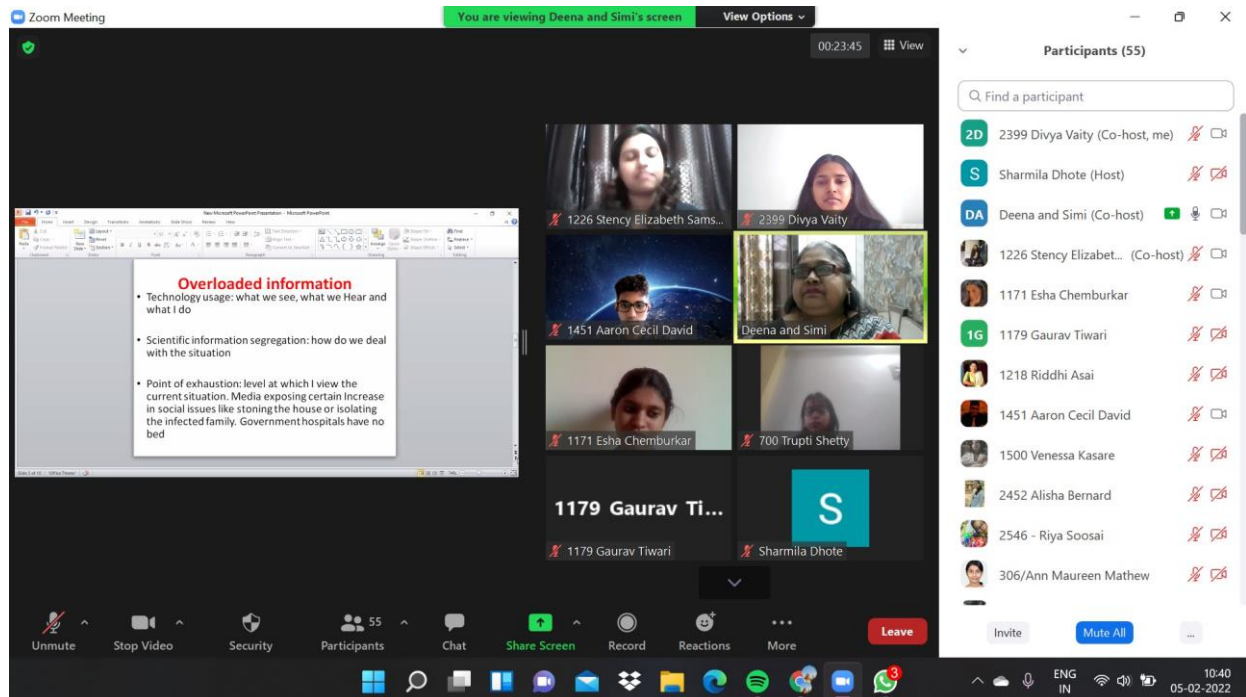 Zoom Meeting
You are viewing Deena and Simi's screen
View Options
00:23:45
View
New Microsoft PowerPoint Presentation - Microsoft PowerPoint
Overloaded information
• Technology usage: what we see, what we Hear and
what I do
• Scientific information segregation: how do we deal
with the situation
• Point of exhaustion: level at which I view the
current situation. Media exposing certain Increase
in social issues like stoning the house or isolating
the infected family. Government hospitals have no
bed
1226 Stency Elizabeth Sams...
2399 Divya Vaity
1451 Aaron Cecil David
Deena and Simi
1171 Esha Chemburkar
700 Trupti Shetty
1179 Gaurav Ti...
S
1179 Gaurav Tiwari
Sharmila Dhote
Participants (55)
Find a participant
2D 2399 Divya Vaity (Co-host, me)
S Sharmila Dhote (Host)
DA Deena and Simi (Co-host)
1226 Stency Elizabet... (Co-host)
1171 Esha Chemburkar
1G 1179 Gaurav Tiwari
1218 Riddhi Asai
1451 Aaron Cecil David
1500 Venessa Kasare
2452 Alisha Bernard
2546 - Riya Soosai
306/Ann Maureen Mathew
Invite
Mute All
...
Unmute
Stop Video
Security
55
Participants
Chat
Share Screen
Record
Reactions
More
Leave
3
ENG
IN
10:40
05-02-2022